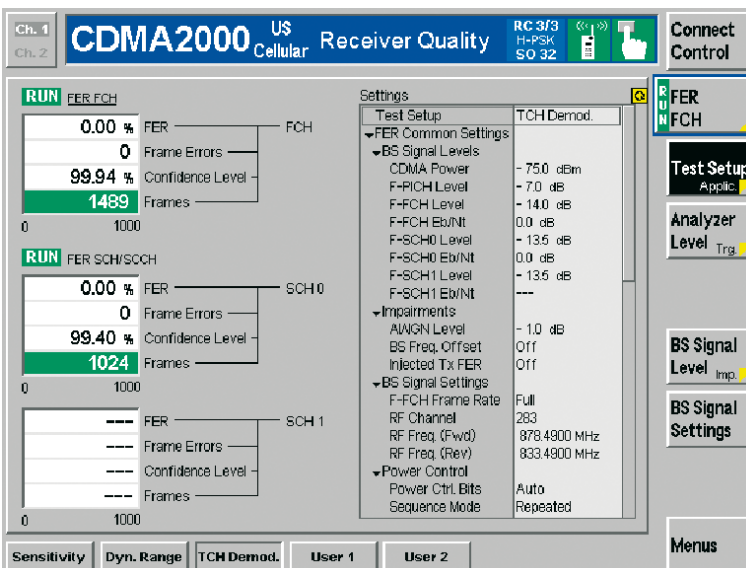 Ch. 1
Ch. 2
CDMA2000 US Cellular Receiver Quality
RC 3/3
H-PSK
SO 32
Connect Control
RUN FER FCH
0.00 % FER FCH
0 Frame Errors
99.94 % Confidence Level
1489 Frames
0 1000
RUN FER SCH/SCCH
0.00 % FER SCH 0
0 Frame Errors
99.40 % Confidence Level
1024 Frames
0 1000
--- FER SCH 1
--- Frame Errors
--- Confidence Level
--- Frames
0 1000
Settings
Test Setup TCH Demod.
FER Common Settings
BS Signal Levels
CDMA Power - 75.0 dBm
F-PICH Level - 7.0 dB
F-FCH Level - 14.0 dB
F-FCH Eb/Nt 0.0 dB
F-SCH0 Level - 13.5 dB
F-SCH0 Eb/Nt 0.0 dB
F-SCH1 Level - 13.5 dB
F-SCH1 Eb/Nt ---
Impairments
AWGN Level - 1.0 dB
BS Freq. Offset Off
Injected Tx FER Off
BS Signal Settings
F-FCH Frame Rate Full
RF Channel 283
RF Freq. (Fwd) 878.4900 MHz
RF Freq. (Rev) 833.4900 MHz
Power Control
Power Ctrl. Bits Auto
Sequence Mode Repeated
RUN
FER
FCH
Test Setup
Applic.
Analyzer
Level Trg.
BS Signal
Level Imp.
BS Signal
Settings
Menus
Sensitivity
Dyn. Range
TCH Demod.
User 1
User 2